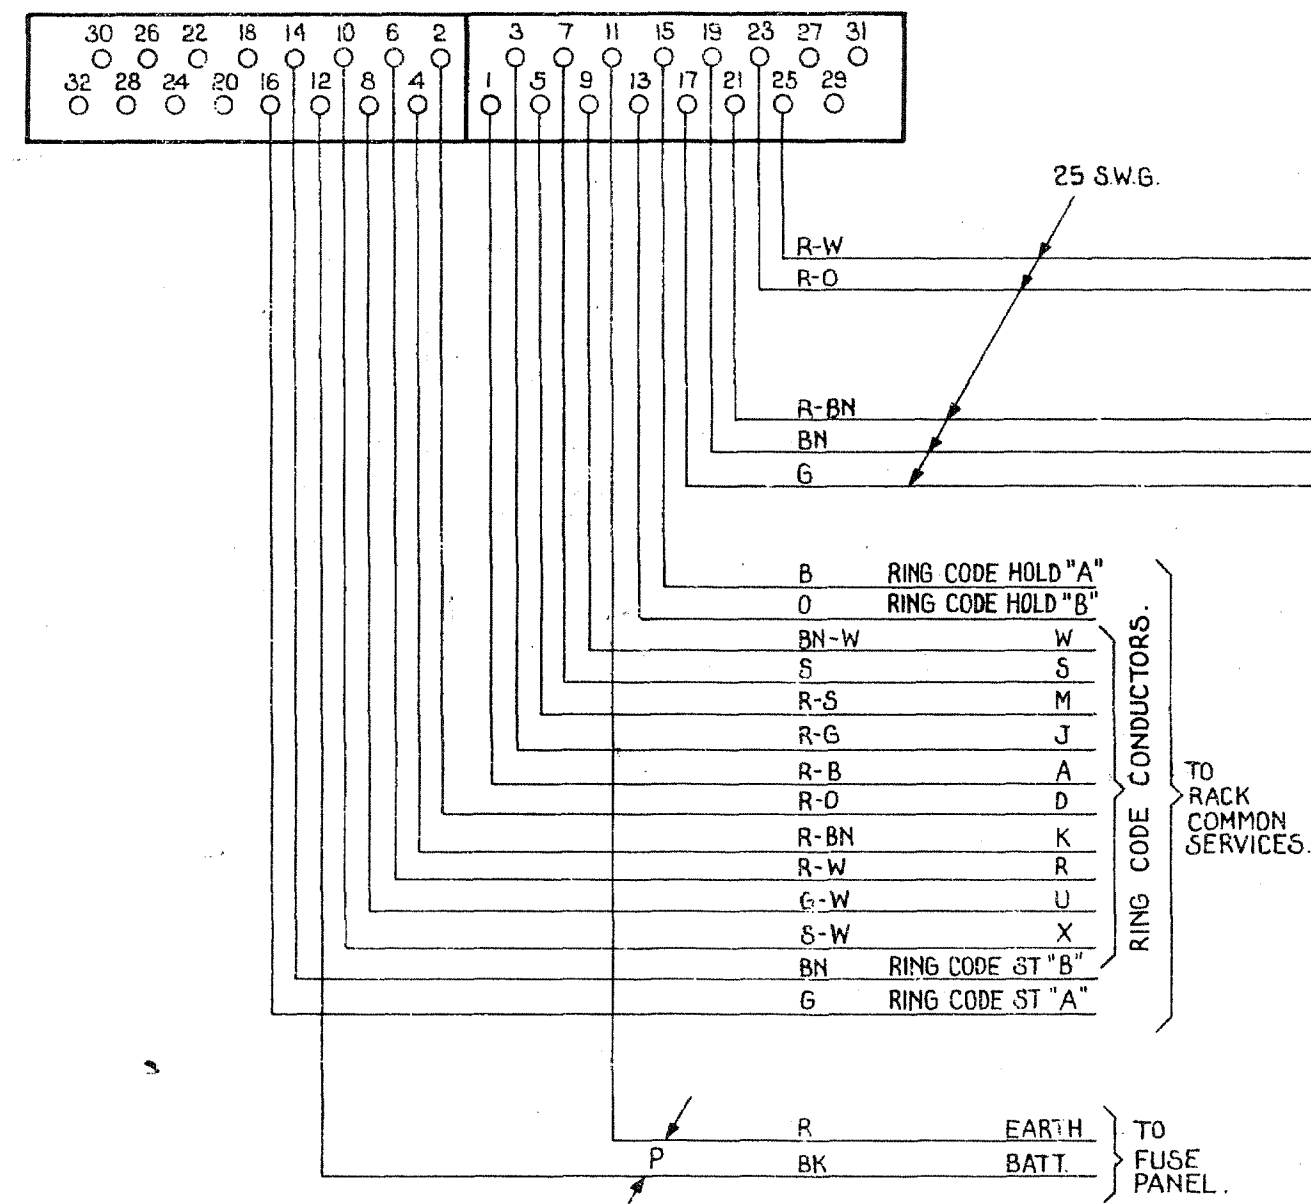 30 26 22 18 14 10 6 2 3 7 11 15 19 23 27 31
32 28 24 20 16 12 8 4 1 5 9 13 17 21 25 29
25 S.W.G.
R-W
R-O
R-BN
BN
G
B RING CODE HOLD "A"
O RING CODE HOLD "B"
BN-W W
S S
R-S M
R-G J
R-B A
R-O D
R-BN K
R-W R
G-W U
S-W X
BN RING CODE ST "B"
G RING CODE ST "A"
RING CODE CONDUCTORS.
TO
RACK
COMMON
SERVICES.
R EARTH
P BK BATT.
TO
FUSE
PANEL.